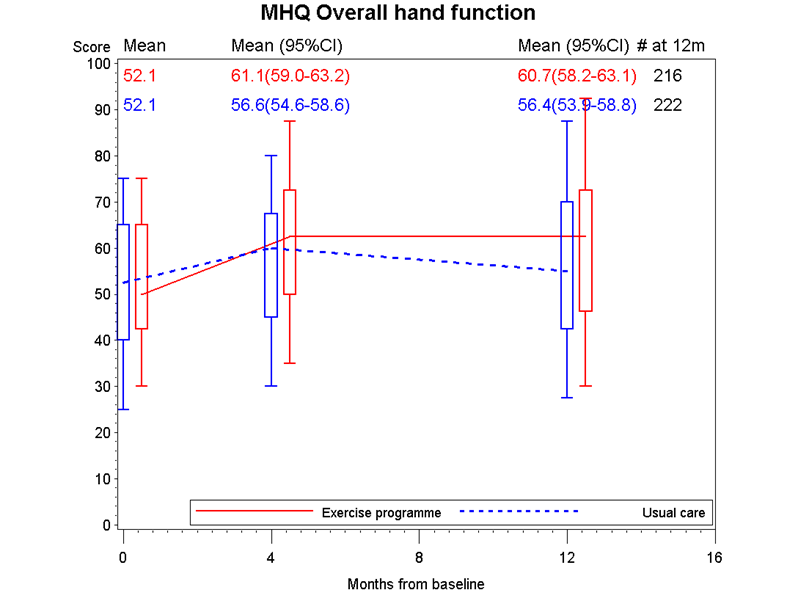 MHQ Overall hand function
Score Mean Mean (95%CI) Mean (95%CI) # at 12m
100 52.1 61.1(59.0-63.2) 60.7(58.2-63.1) 216
90 52.1 56.6(54.6-58.6) 56.4(53.9-58.8) 222
80
70
60
50
40
30
20
10
0
Exercise programme Usual care
0 4 8 12 16
Months from baseline